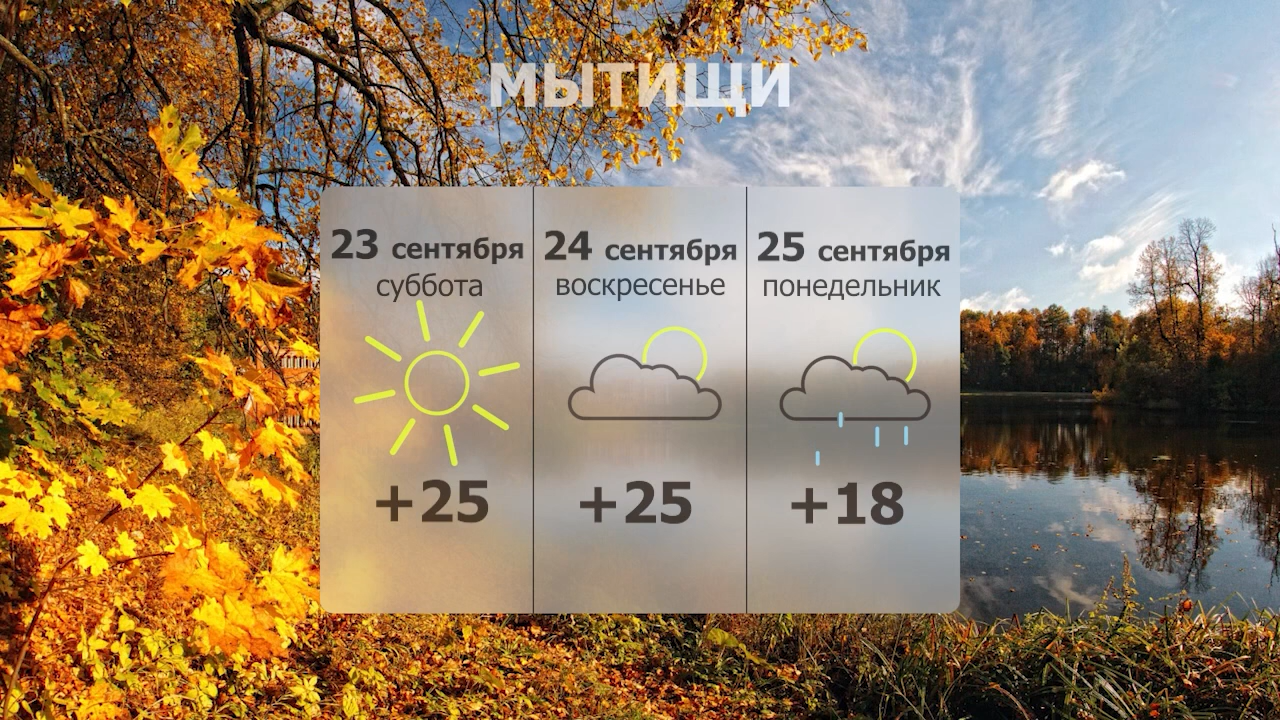 МЫТИЩИ
23 сентября
суббота
+25
24 сентября
воскресенье
+25
25 сентября
понедельник
+18